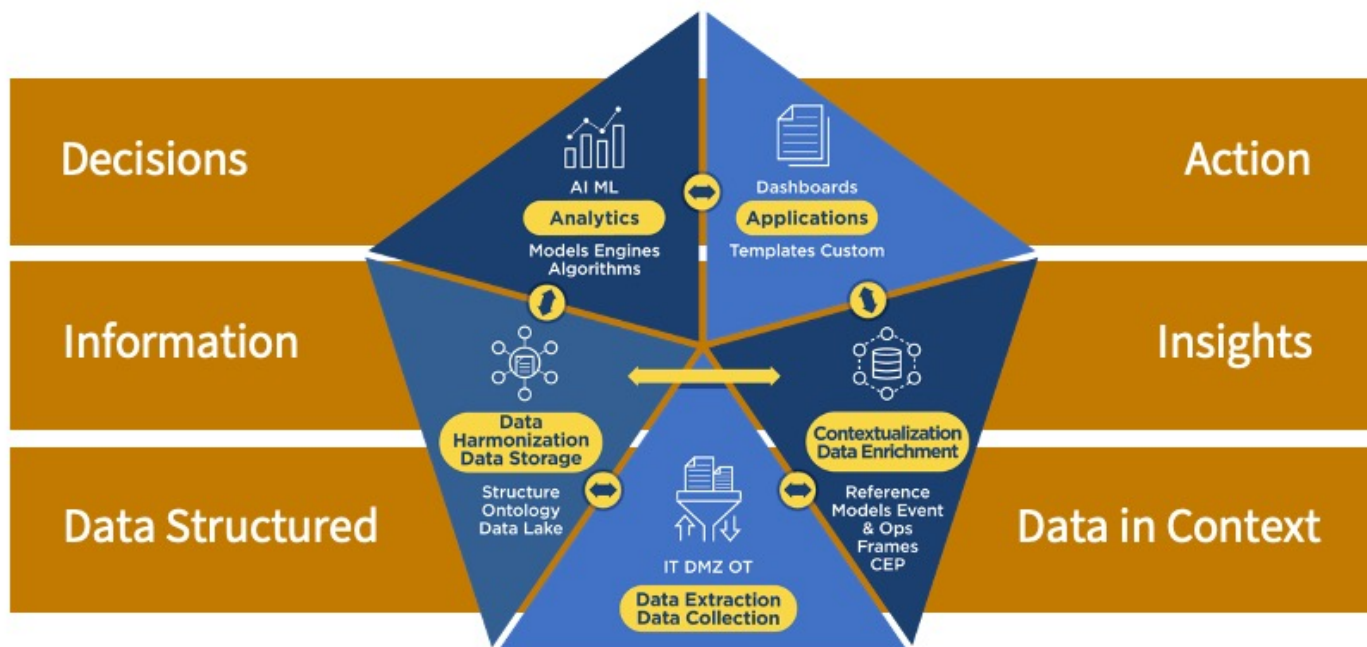 Decisions
Action
AI ML
Analytics
Models Engines
Algorithms
Dashboards
Applications
Templates Custom
Information
Insights
Data
Harmonization
Data Storage
Structure
Ontology
Data Lake
Contextualization
Data Enrichment
Reference
Models Event
& Ops
Frames
CEP
Data Structured
Data in Context
IT DMZ OT
Data Extraction
Data Collection